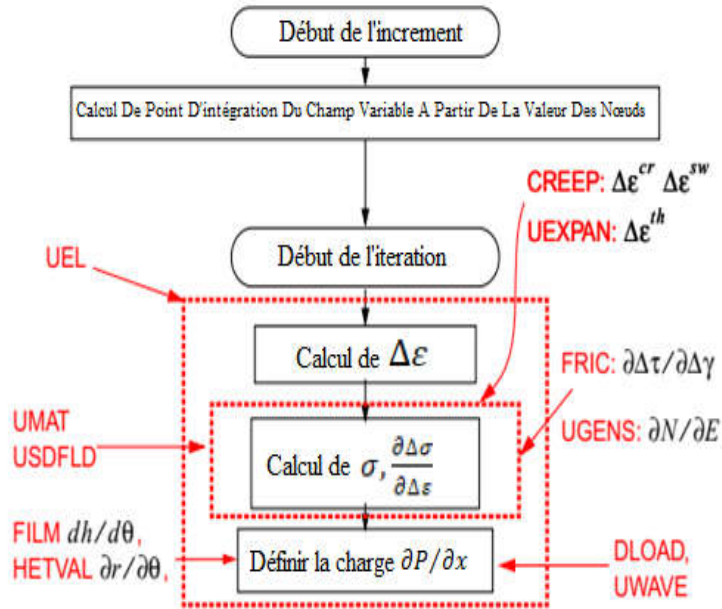 Début de l'increment
Calcul De Point D'intégration Du Champ Variable A Partir De La Valeur Des Nœuds
CREEP: Δε^cr Δε^sw
UEXPAN: Δε^th
Début de l'iteration
UEL
Calcul de Δε
FRIC: ∂Δτ/∂Δγ
UGENS: ∂N/∂E
UMAT
USDFLD
Calcul de σ, ∂Δσ/∂Δε
FILM dh/dθ,
HETVAL ∂r/∂θ,
Définir la charge ∂P/∂x
DLOAD,
UWAVE